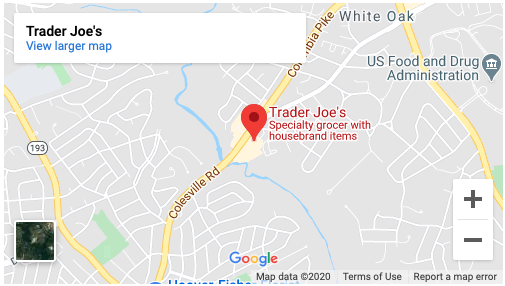 Trader Joe's
View larger map
White Oak
Columbia Pike
US Food and Drug
Administration
Trader Joe's
Specialty grocer with
housebrand items
193
Colesville Rd
+
−
Google
Map data ©2020 Terms of Use Report a map error